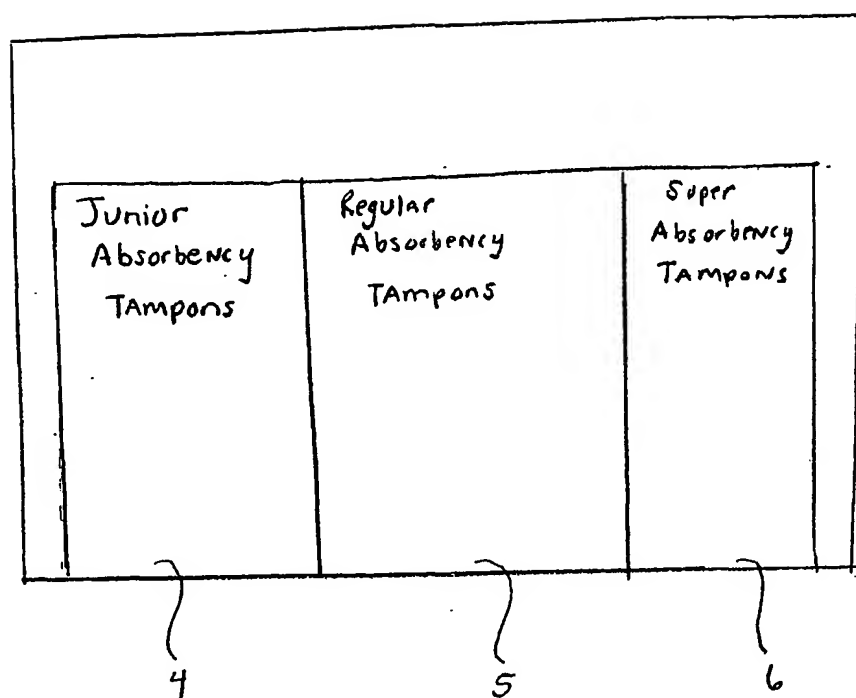 Junior
Absorbency
TAmpons
Regular
Absorbency
TAmpons
Super
Absorbency
TAmpons
4
5
6